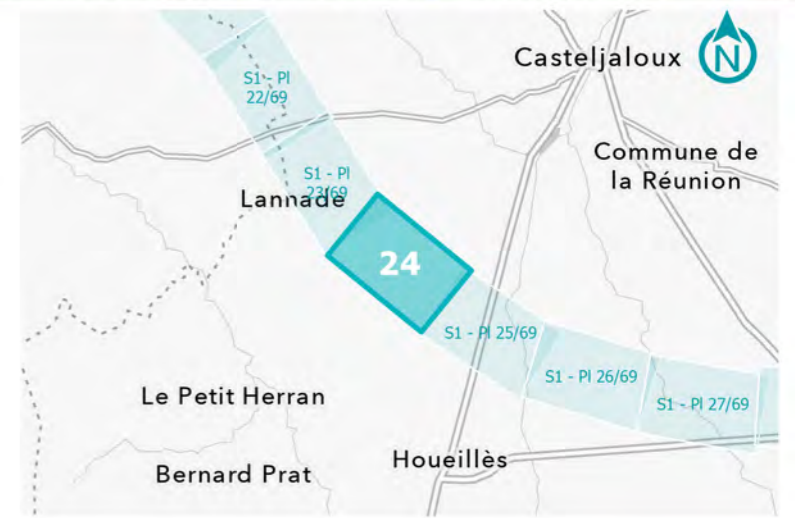 Casteljaloux
N
S1 - Pl
22/69
Commune de
la Réunion
S1 - Pl
23/69
Lannade
24
S1 - Pl 25/69
S1 - Pl 26/69
S1 - Pl 27/69
Le Petit Herran
Houeillès
Bernard Prat